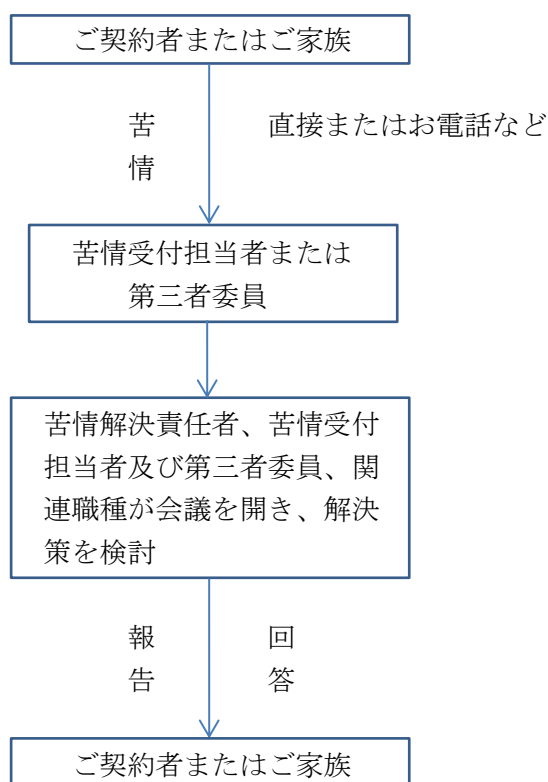 ご契約者またはご家族
苦情
直接またはお電話など
苦情受付担当者または
第三者委員
苦情解決責任者、苦情受付
担当者及び第三者委員、関
連職種が会議を開き、解決
策を検討
報告
回答
ご契約者またはご家族